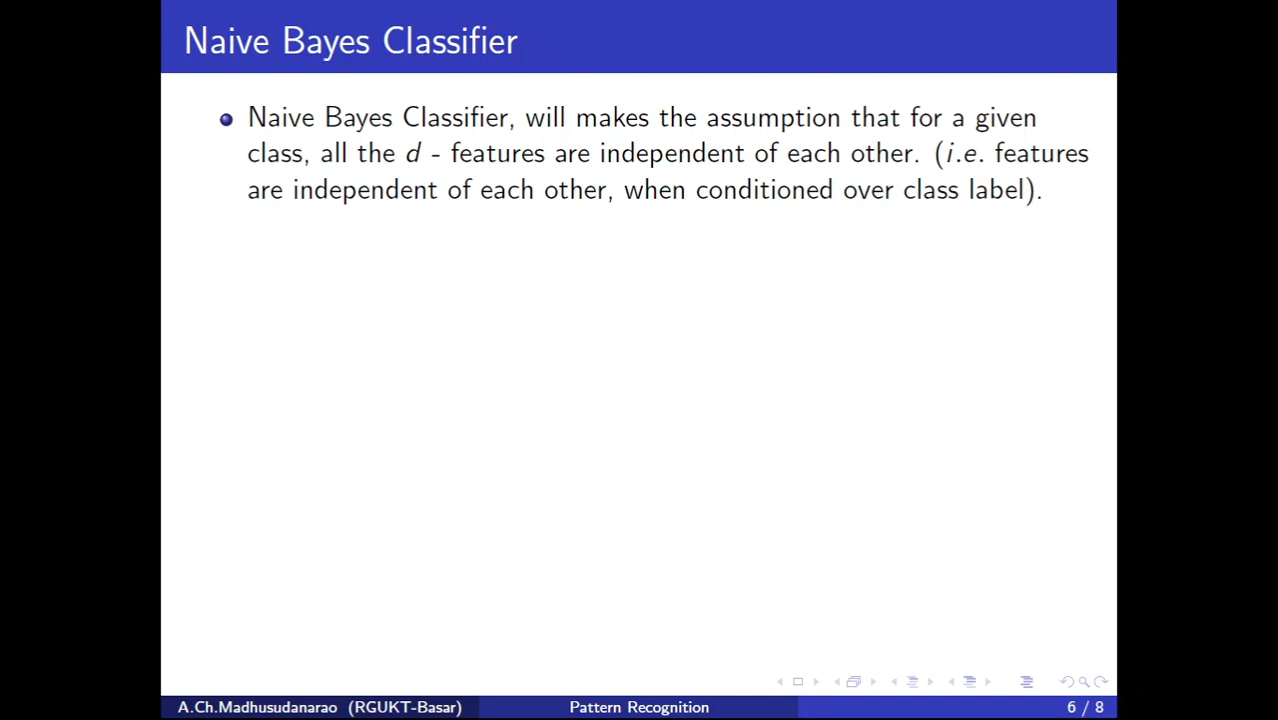 Naive Bayes Classifier
Naive Bayes Classifier, will makes the assumption that for a given
class, all the d - features are independent of each other. (i.e. features
are independent of each other, when conditioned over class label).
A.Ch.Madhusudanarao (RGUKT-Basar) Pattern Recognition 6 / 8